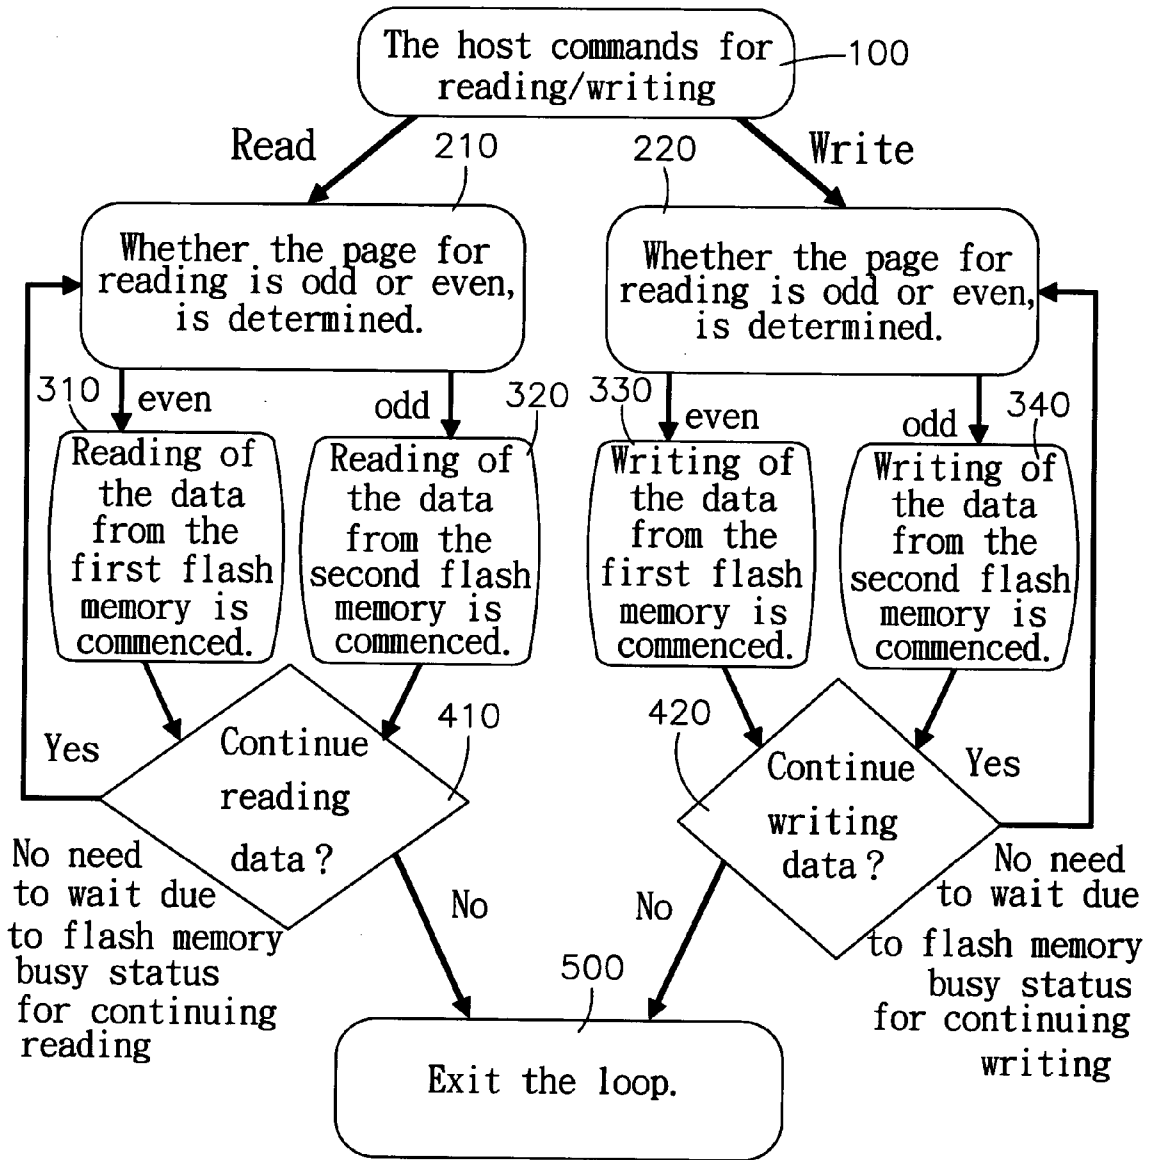 The host commands for
reading/writing
100
Read
210
220
Write
Whether the page for
reading is odd or even,
is determined.
Whether the page for
reading is odd or even,
is determined.
310
even
odd
320
330
even
odd
340
Reading of
the data
from the
first flash
memory is
commenced.
Reading of
the data
from the
second flash
memory is
commenced.
Writing of
the data
from the
first flash
memory is
commenced.
Writing of
the data
from the
second flash
memory is
commenced.
Yes
Continue
reading
data?
410
420
Continue
writing
data?
Yes
No need
to wait due
to flash memory
busy status
for continuing
reading
No
No
No need
to wait due
to flash memory
busy status
for continuing
writing
500
Exit the loop.